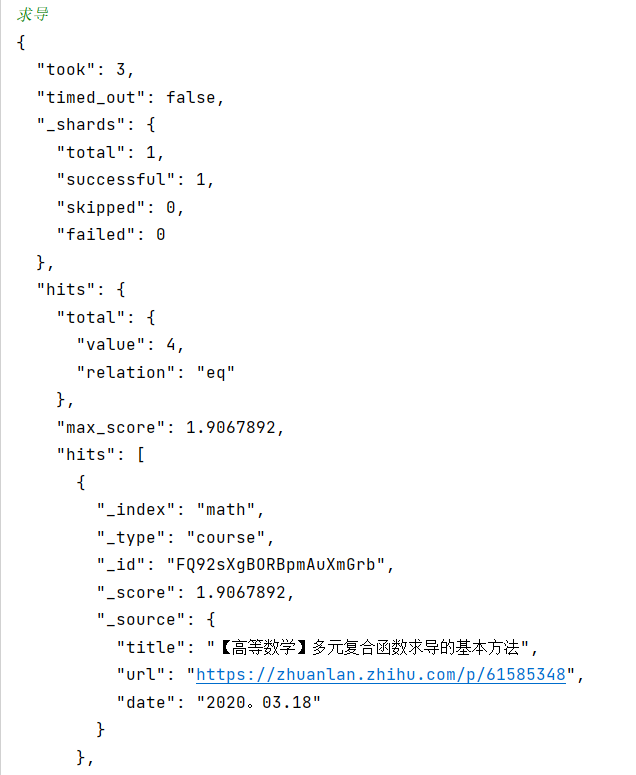 求导
{
"took": 3,
"timed_out": false,
"_shards": {
"total": 1,
"successful": 1,
"skipped": 0,
"failed": 0
},
"hits": {
"total": {
"value": 4,
"relation": "eq"
},
"max_score": 1.9067892,
"hits": [
{
"_index": "math",
"_type": "course",
"_id": "FQ92sXgBORBpmAuXmGrb",
"_score": 1.9067892,
"_source": {
"title": "【高等数学】多元复合函数求导的基本方法",
"url": "https://zhuanlan.zhihu.com/p/61585348",
"date": "2020。03.18"
}
},